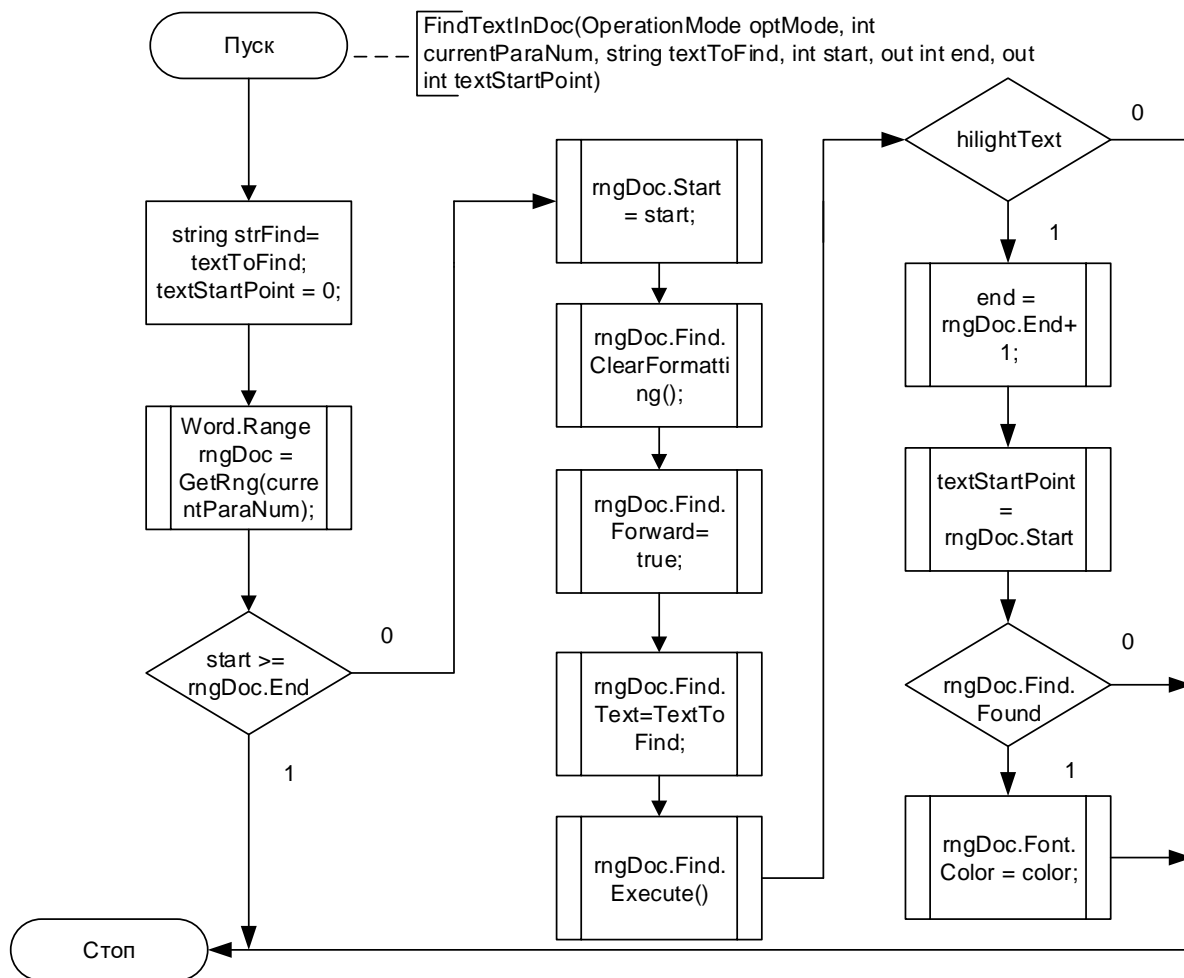 Пуск
FindTextInDoc(OperationMode optMode, int
currentParaNum, string textToFind, int start, out int end, out
int textStartPoint)
string strFind=
textToFind;
textStartPoint = 0;
Word.Range
rngDoc =
GetRng(curre
ntParaNum);
start >=
rngDoc.End
0
1
rngDoc.Start
= start;
rngDoc.Find.
ClearFormatti
ng();
rngDoc.Find.
Forward=
true;
rngDoc.Find.
Text=TextTo
Find;
rngDoc.Find.
Execute()
hilightText
0
1
end =
rngDoc.End+
1;
textStartPoint
=
rngDoc.Start
rngDoc.Find.
Found
0
1
rngDoc.Font.
Color = color;
Стоп